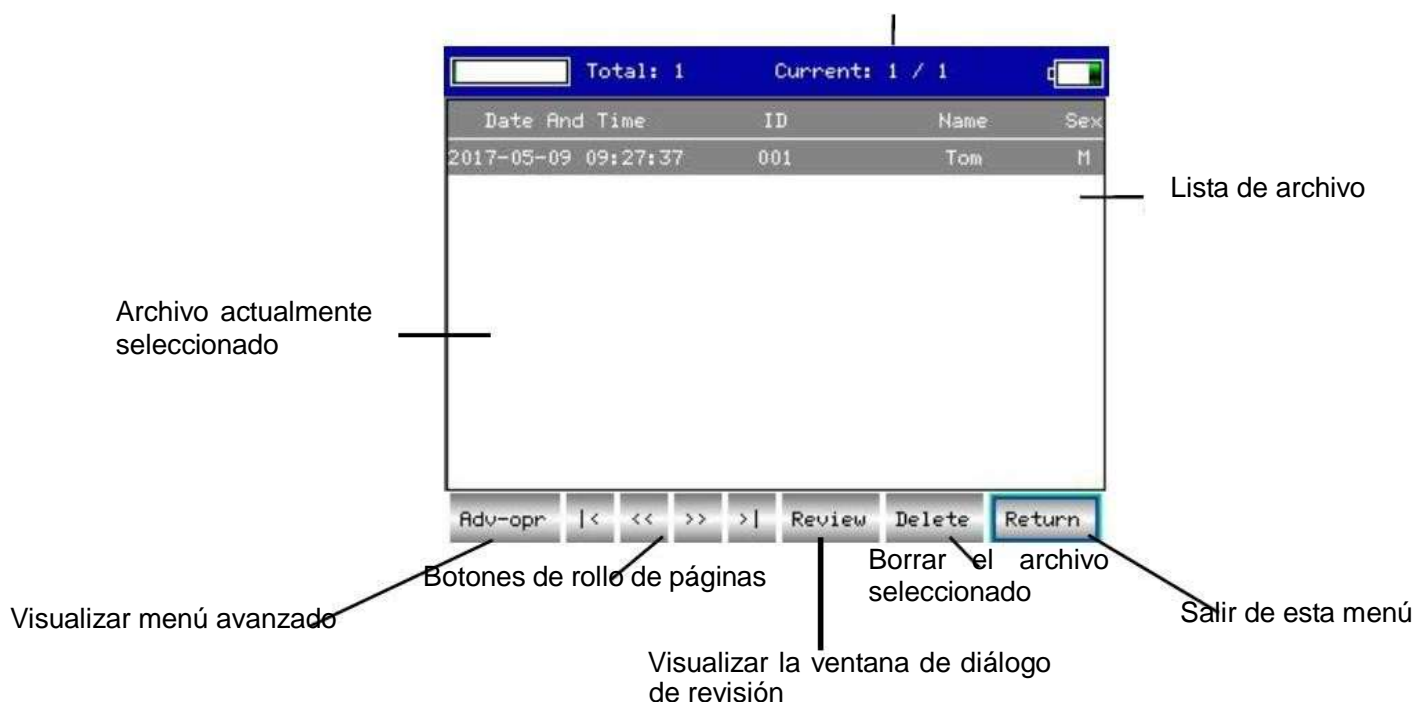 Total: 1 Current: 1 / 1
Date And Time ID Name Sex
2017-05-09 09:27:37 001 Tom M
Lista de archivo
Archivo actualmente
seleccionado
Adv-opr |< << >> >| Review Delete Return
Botones de rollo de páginas
Borrar el archivo
seleccionado
Visualizar menú avanzado
Salir de esta menú
Visualizar la ventana de diálogo
de revisión